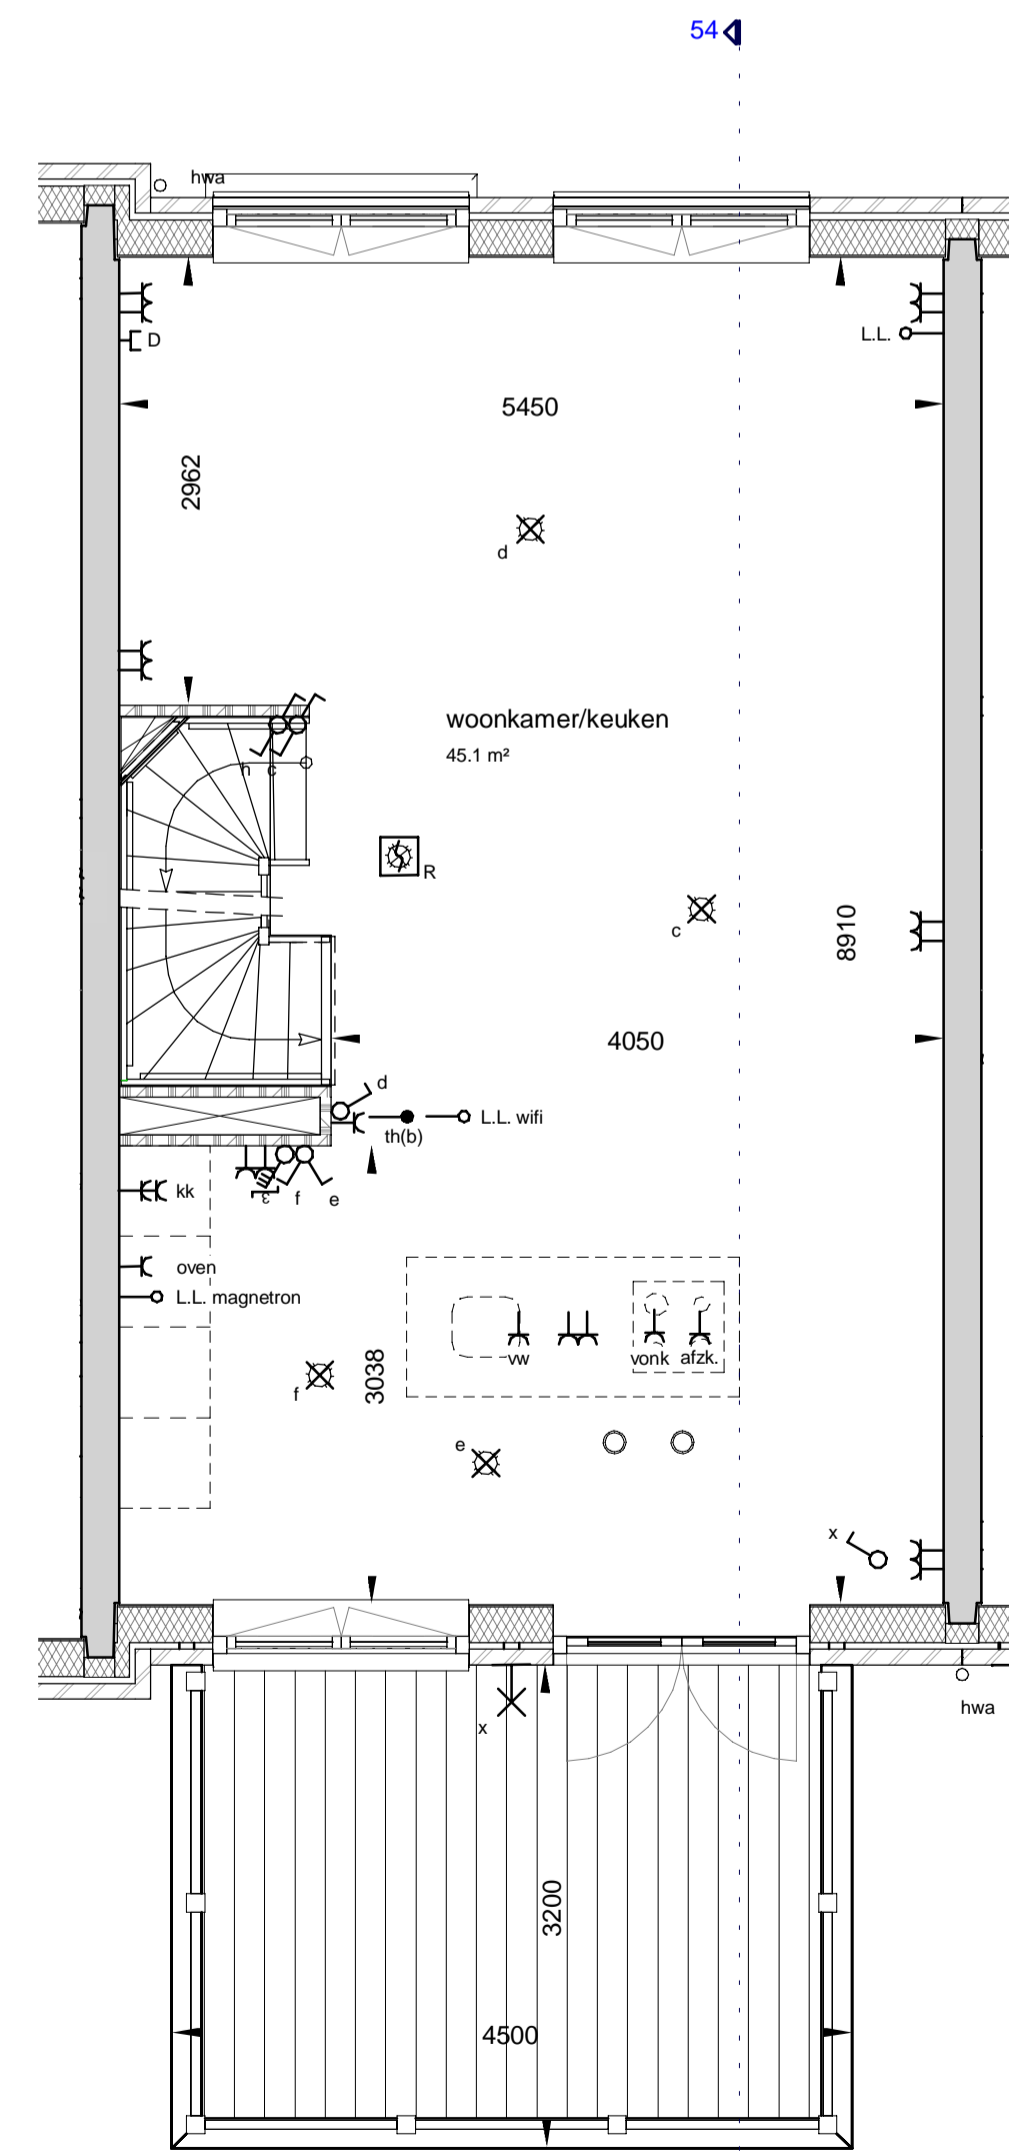 54
hwa
D
L.L.
5450
2962
d
woonkamer/keuken
45.1 m²
h c
R
c
8910
4050
d
th(b)
L.L. wifi
kk
ε f e
oven
L.L. magnetron
vw
vonk afzk.
3038
f
e
x
x
hwa
3200
4500